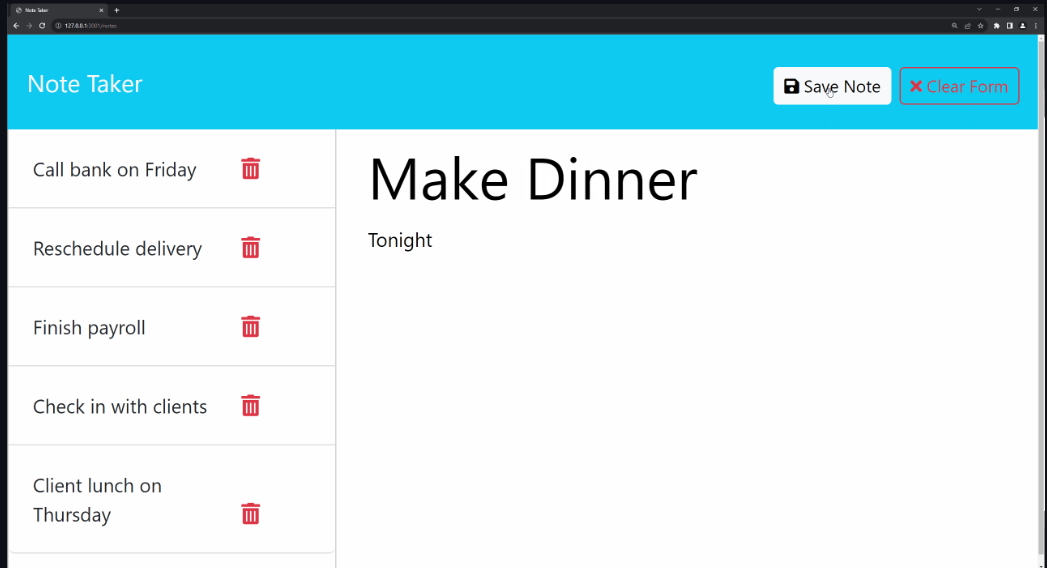 Note Taker
127.0.0.1:3001/notes
Note Taker
Save Note
Clear Form
Call bank on Friday
Reschedule delivery
Finish payroll
Check in with clients
Client lunch on
Thursday
Make Dinner
Tonight